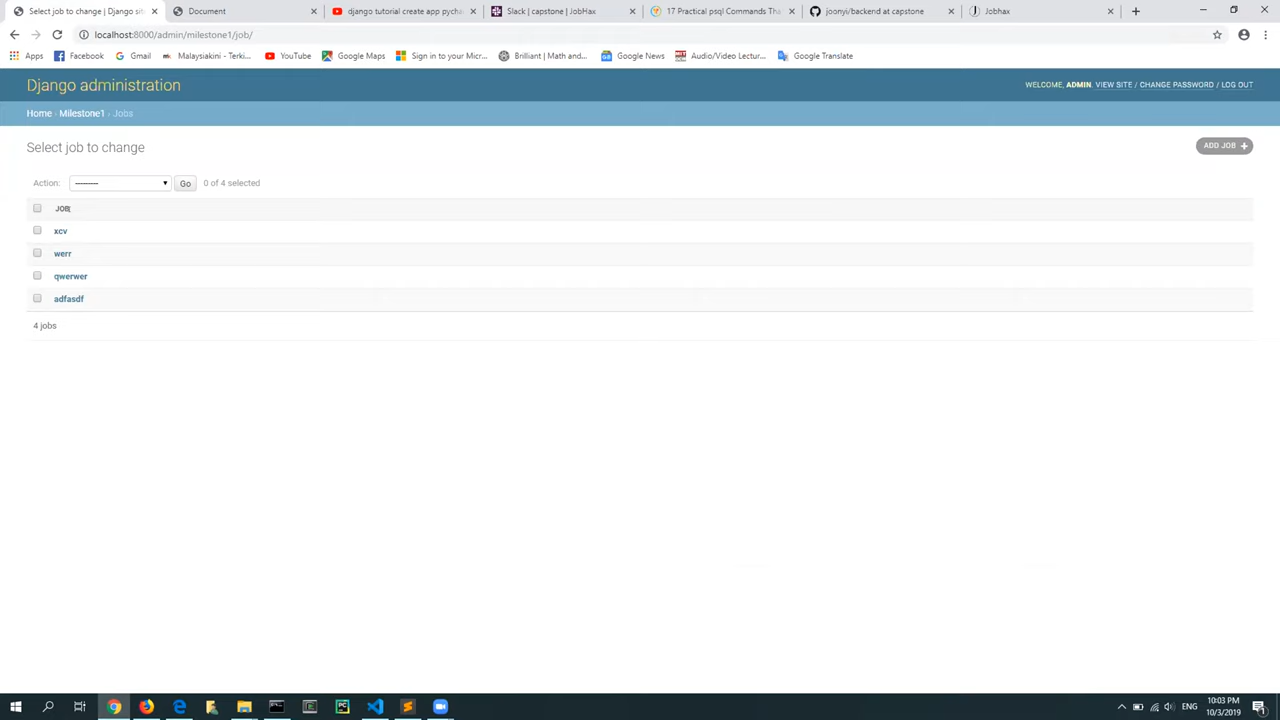 Select job to change | Django sit
Document
django tutorial create app pycha
Slack | capstone | JobHax
17 Practical psql Commands Tha
joonyi/backend at capstone
Jobhax
localhost:8000/admin/milestone1/job/
Apps
Facebook
Gmail
Malaysiakini - Terki...
YouTube
Google Maps
Sign in to your Micr...
Brilliant | Math and...
Google News
Audio/Video Lectur...
Google Translate
Django administration
WELCOME, ADMIN. VIEW SITE / CHANGE PASSWORD / LOG OUT
Home › Milestone1 › Jobs
Select job to change
ADD JOB +
Action: --------- Go 0 of 4 selected
JOB
xcv
werr
qwerwer
adfasdf
4 jobs
10:03 PM
ENG
10/3/2019